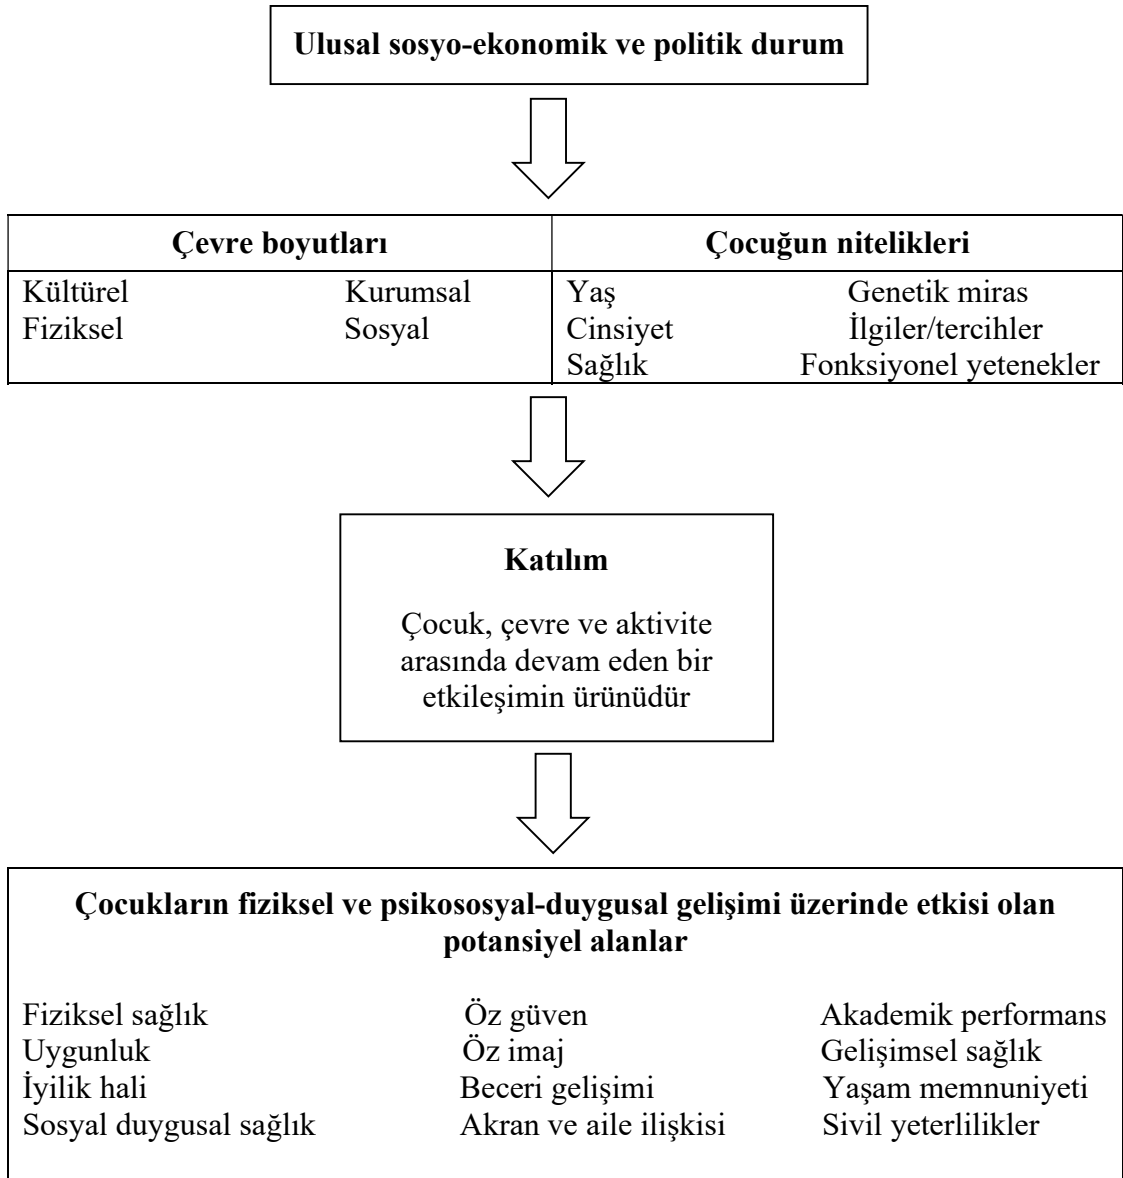 Ulusal sosyo-ekonomik ve politik durum
Çevre boyutları
Kültürel Kurumsal
Fiziksel Sosyal
Çocuğun nitelikleri
Yaş Genetik miras
Cinsiyet İlgiler/tercihler
Sağlık Fonksiyonel yetenekler
Katılım
Çocuk, çevre ve aktivite
arasında devam eden bir
etkileşimin ürünüdür
Çocukların fiziksel ve psikososyal-duygusal gelişimi üzerinde etkisi olan
potansiyel alanlar
Fiziksel sağlık Öz güven Akademik performans
Uygunluk Öz imaj Gelişimsel sağlık
İyilik hali Beceri gelişimi Yaşam memnuniyeti
Sosyal duygusal sağlık Akran ve aile ilişkisi Sivil yeterlilikler